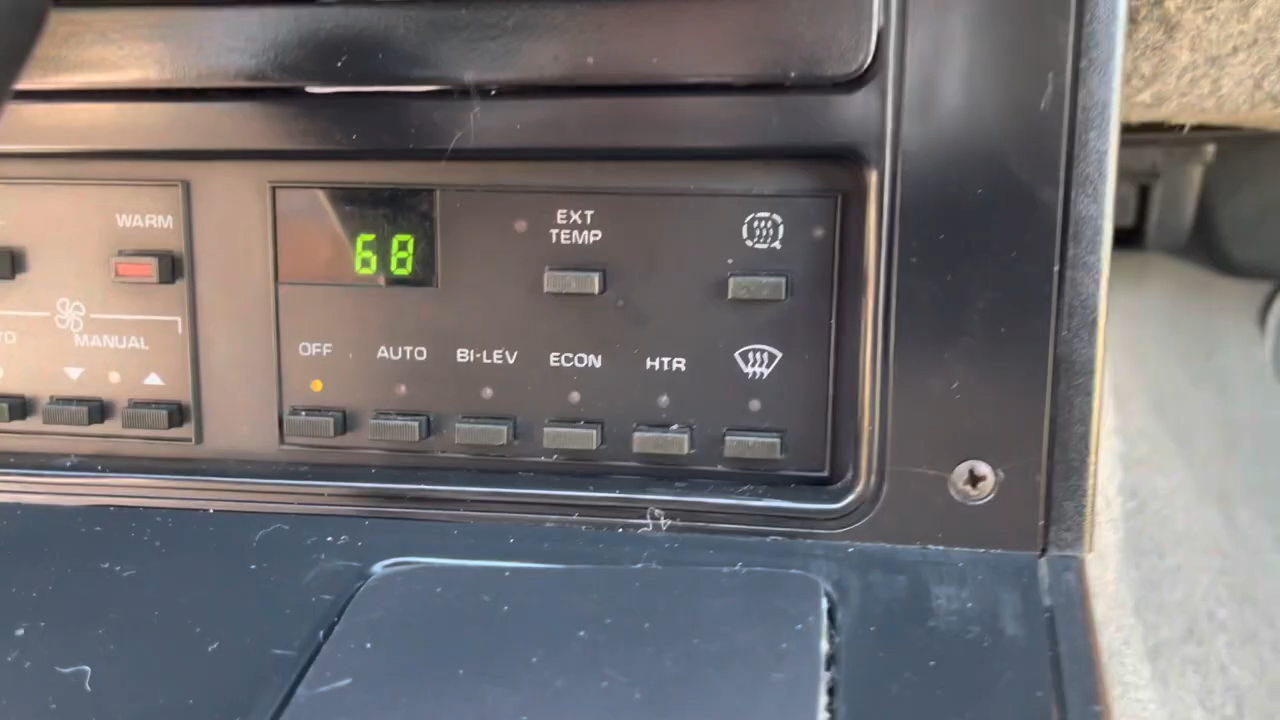 WARM
MANUAL
68
EXT
TEMP
OFF
AUTO
BI-LEV
ECON
HTR